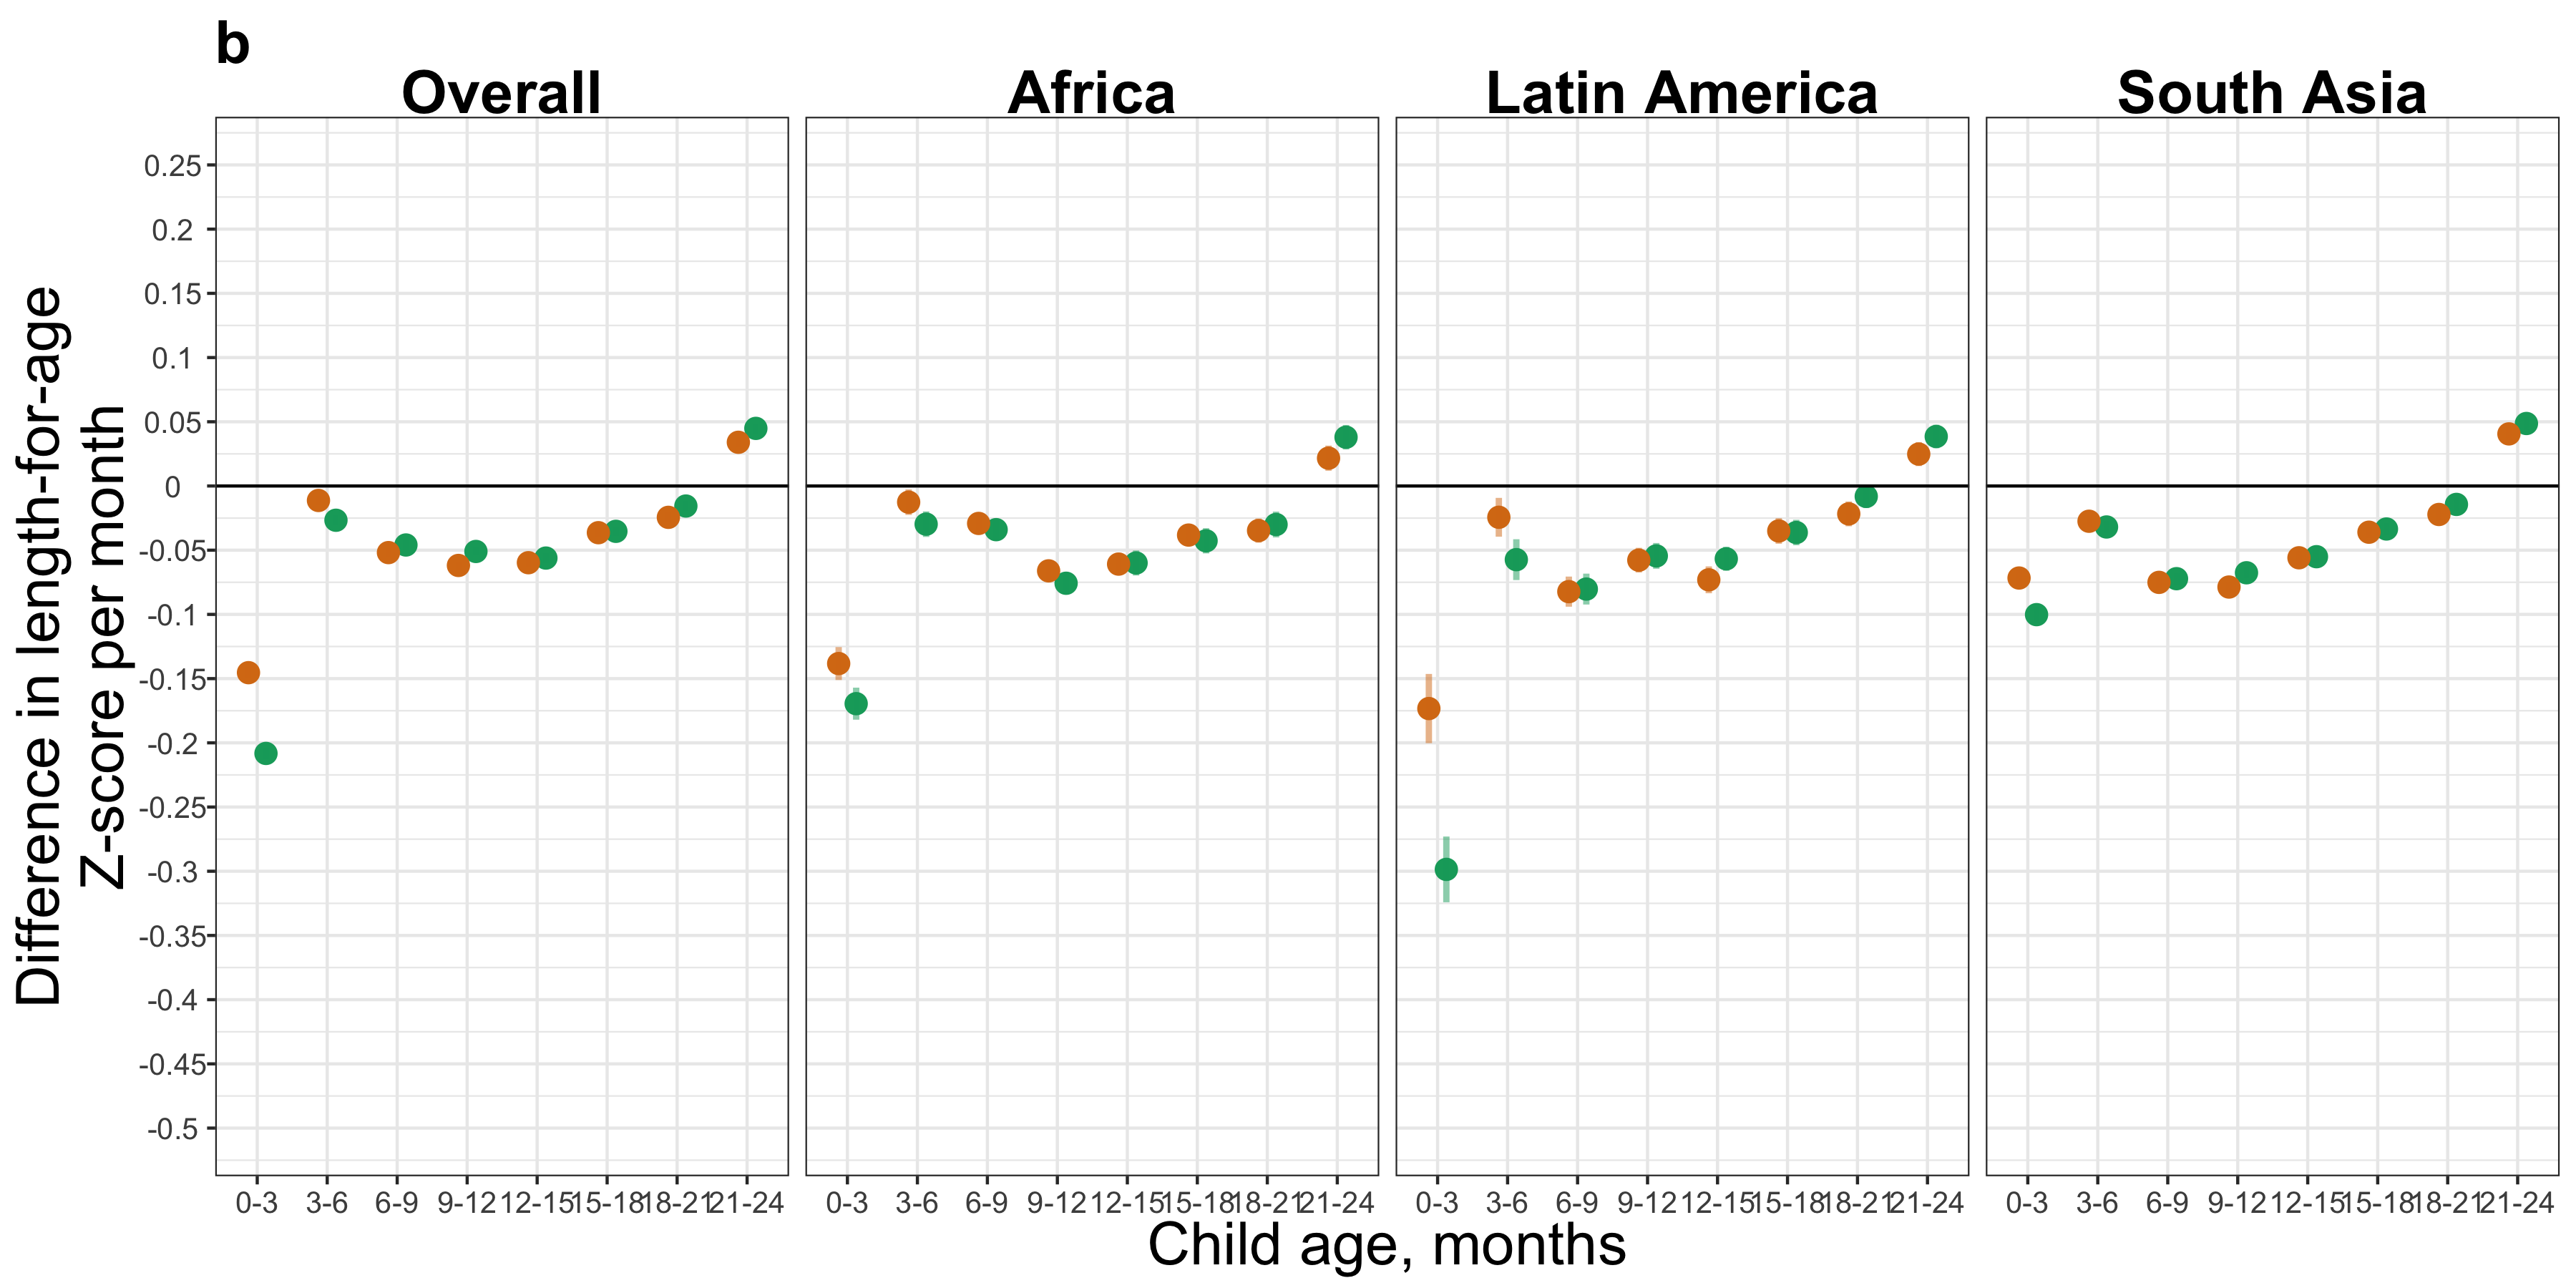 b
Overall
Africa
Latin America
South Asia
Difference in length-for-age
Z-score per month
0.25
0.2
0.15
0.1
0.05
0
-0.05
-0.1
-0.15
-0.2
-0.25
-0.3
-0.35
-0.4
-0.45
-0.5
0-3 3-6 6-9 9-12 12-15 15-18 18-21 21-24
0-3 3-6 6-9 9-12 12-15 15-18 18-21 21-24
0-3 3-6 6-9 9-12 12-15 15-18 18-21 21-24
0-3 3-6 6-9 9-12 12-15 15-18 18-21 21-24
Child age, months